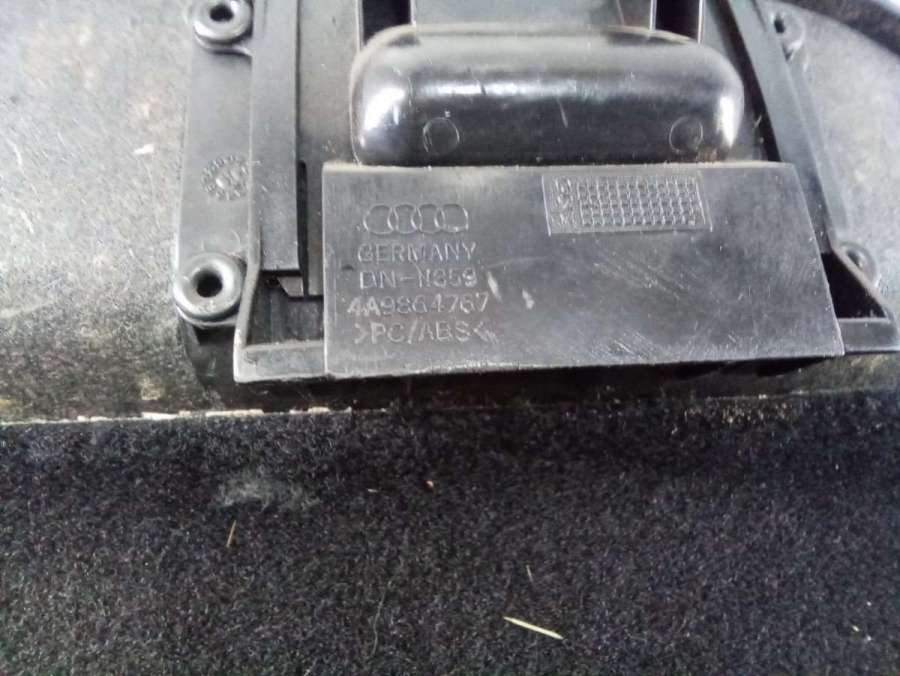 GERMANY
DN-N359
4A9864767
>PC/ABS<